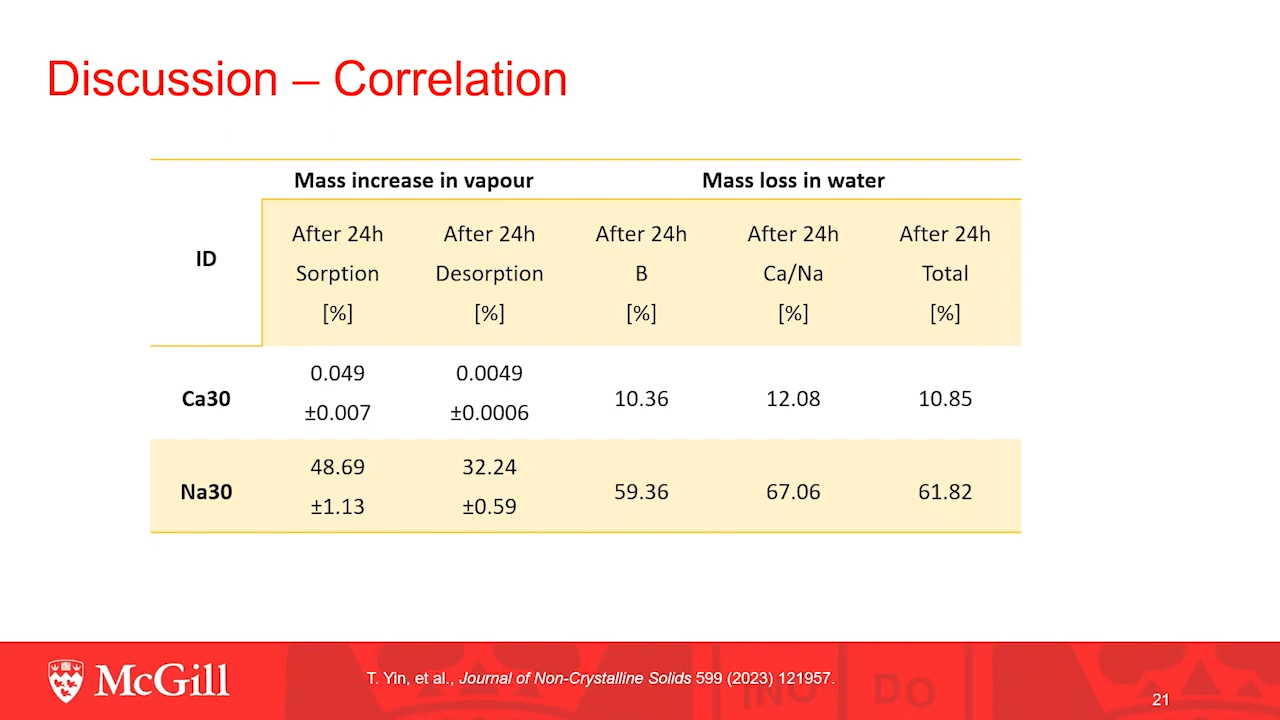 Discussion – Correlation
Mass increase in vapour Mass loss in water
ID
After 24h After 24h After 24h After 24h After 24h
Sorption Desorption B Ca/Na Total
[%] [%] [%] [%] [%]
Ca30
0.049 0.0049
±0.007 ±0.0006
10.36 12.08 10.85
Na30
48.69 32.24
±1.13 ±0.59
59.36 67.06 61.82
McGill
T. Yin, et al., Journal of Non-Crystalline Solids 599 (2023) 121957.
IN DO
21